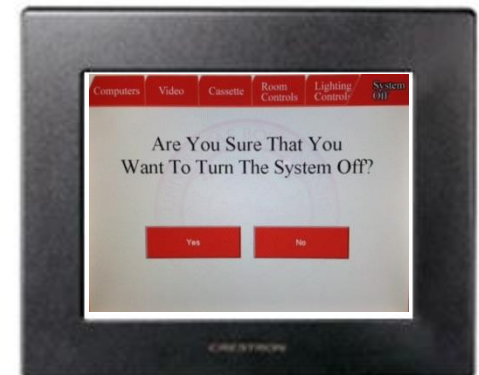 Computers Video Cassette Room Controls Lighting Controls System Off
Are You Sure That You
Want To Turn The System Off?
Yes No
CRESTRON